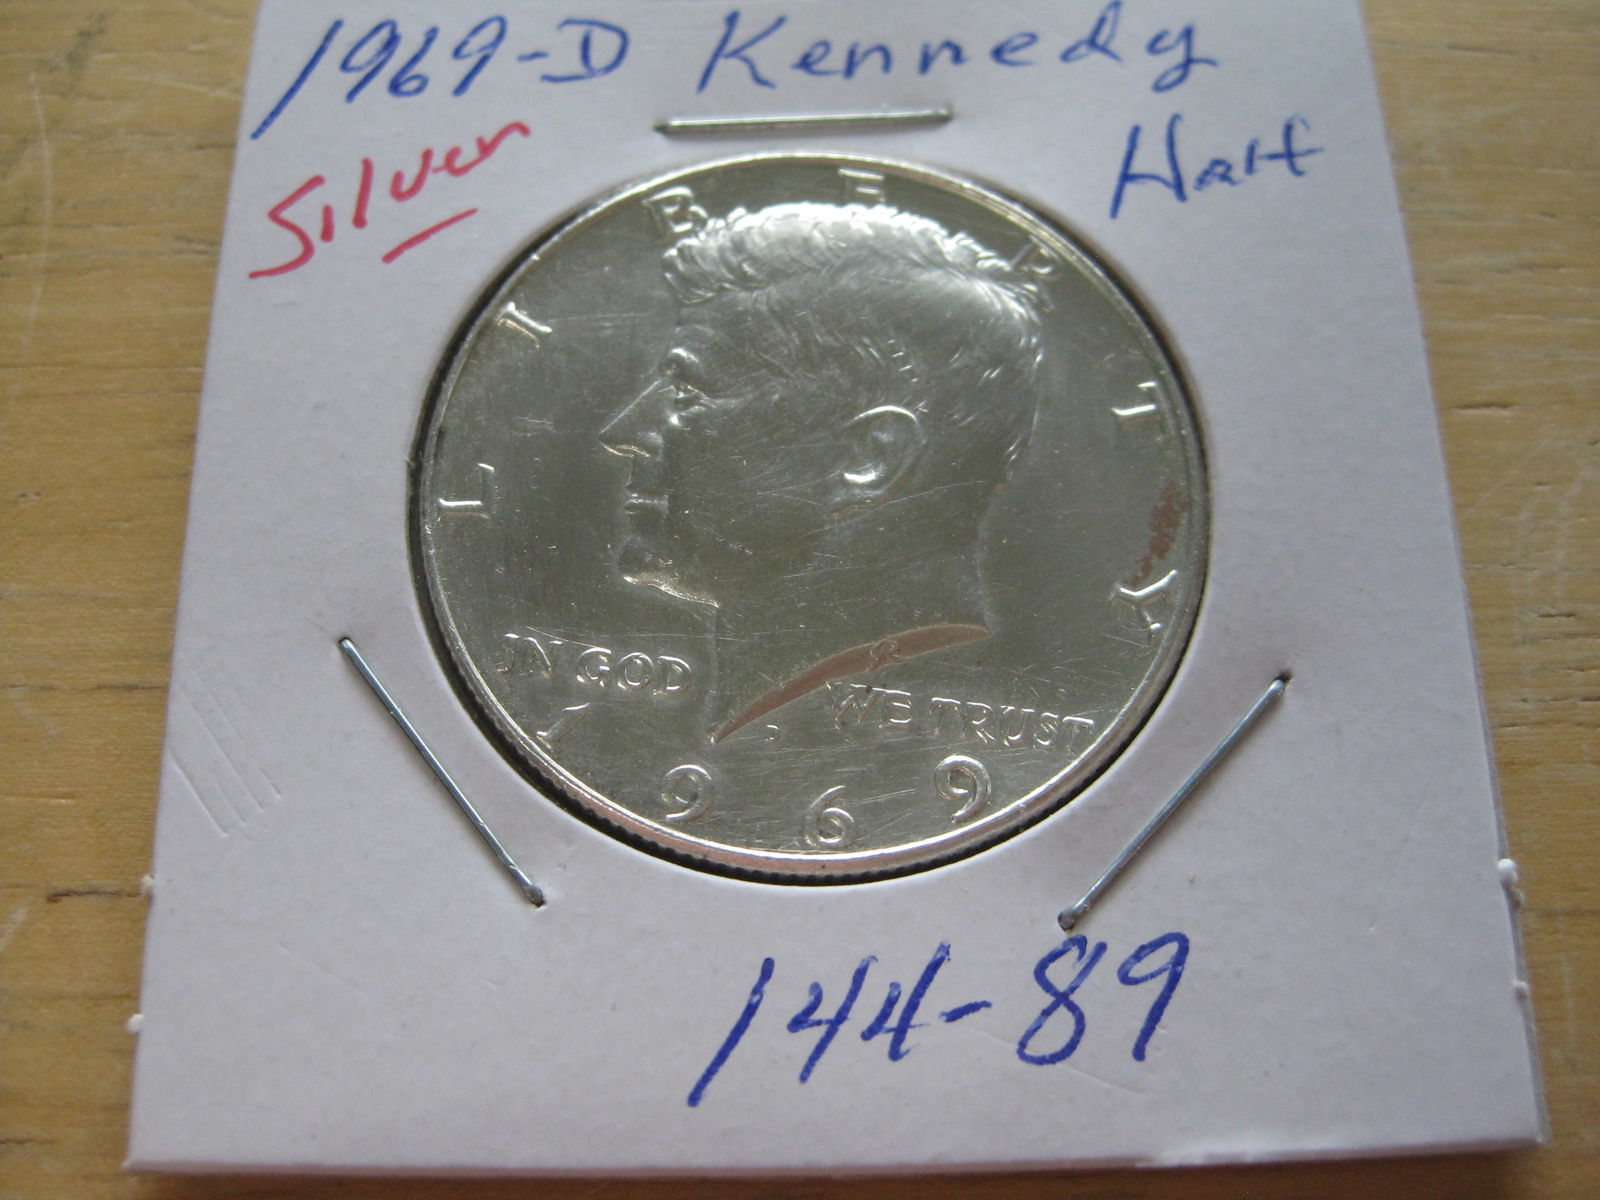 1969-D Kennedy
Silver
Half
LIBERTY
IN GOD WE TRUST
D
1969
144-89